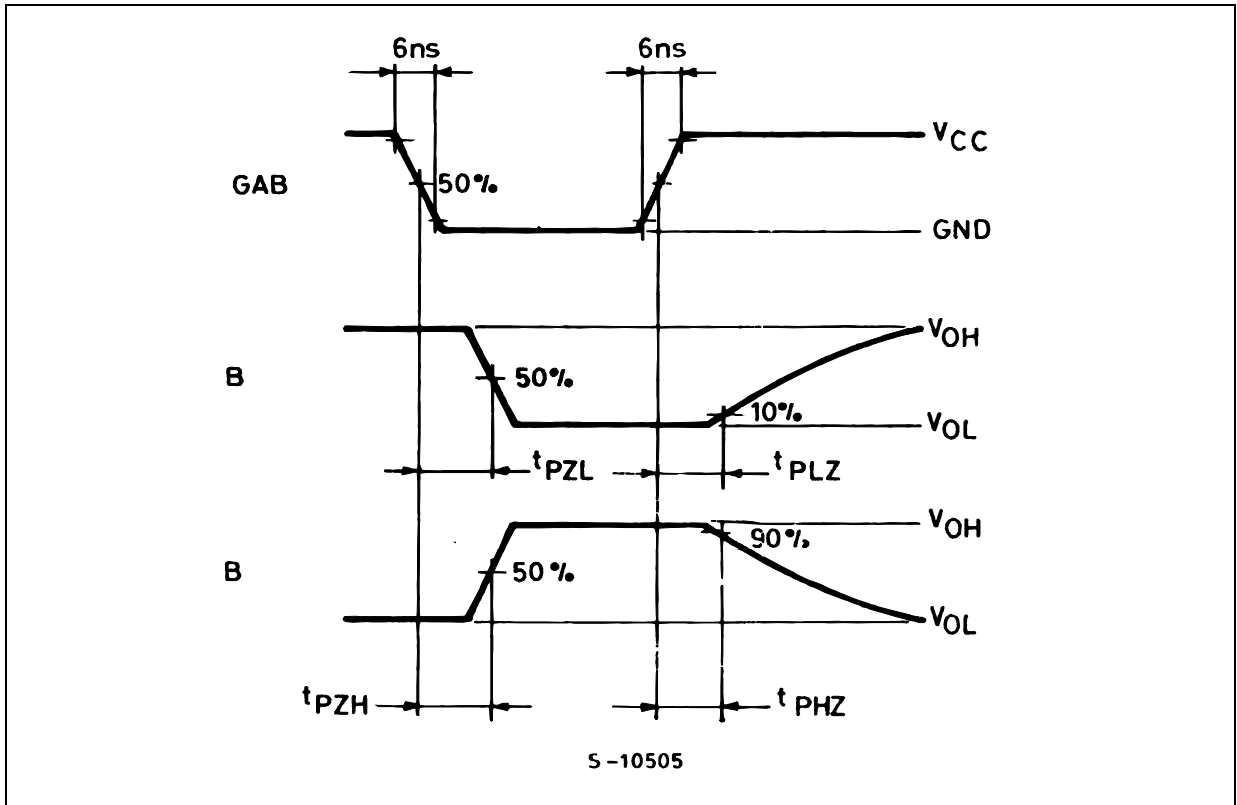 6ns 6ns
VCC
GAB 50%
GND
VOH
B 50%
10%
VOL
tPZL tPLZ
VOH
90%
B 50%
VOL
tPZH tPHZ
S-10505